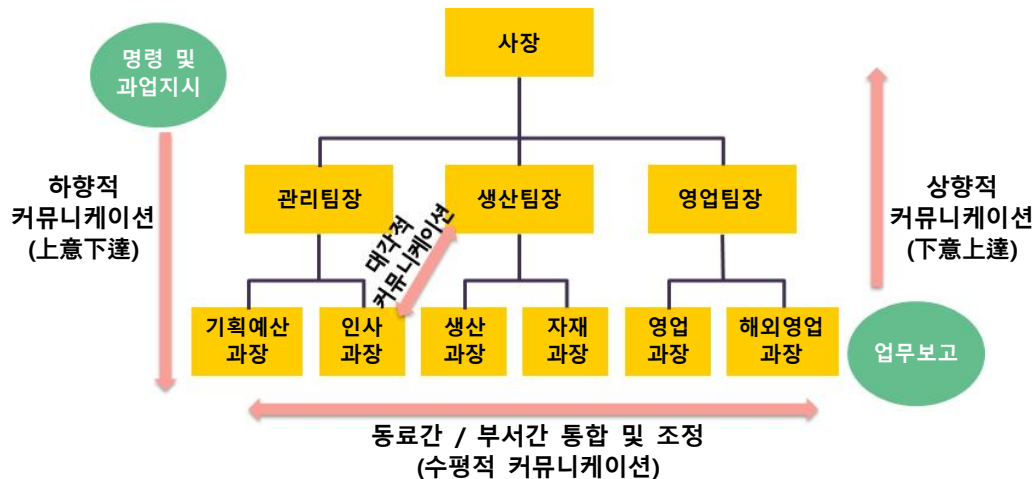 사장
명령 및
과업지시
하향적
커뮤니케이션
(上意下達)
관리팀장
생산팀장
영업팀장
상향적
커뮤니케이션
(下意上達)
대각적
커뮤니케이션
기획예산
과장
인사
과장
생산
과장
자재
과장
영업
과장
해외영업
과장
업무보고
동료간 / 부서간 통합 및 조정
(수평적 커뮤니케이션)